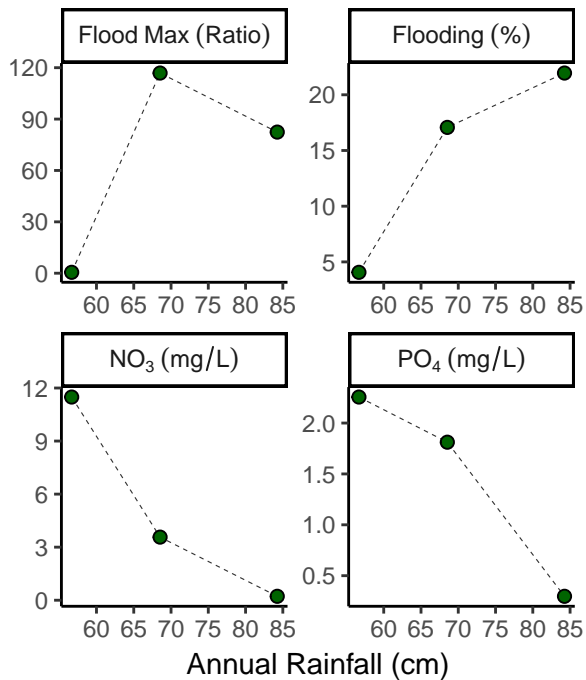 Flood Max (Ratio)
Flooding (%)
120
90
60
30
0
20
15
10
5
60 65 70 75 80 85
60 65 70 75 80 85
NO₃ (mg/L)
PO₄ (mg/L)
12
9
6
3
0
2.0
1.5
1.0
0.5
60 65 70 75 80 85
60 65 70 75 80 85
Annual Rainfall (cm)